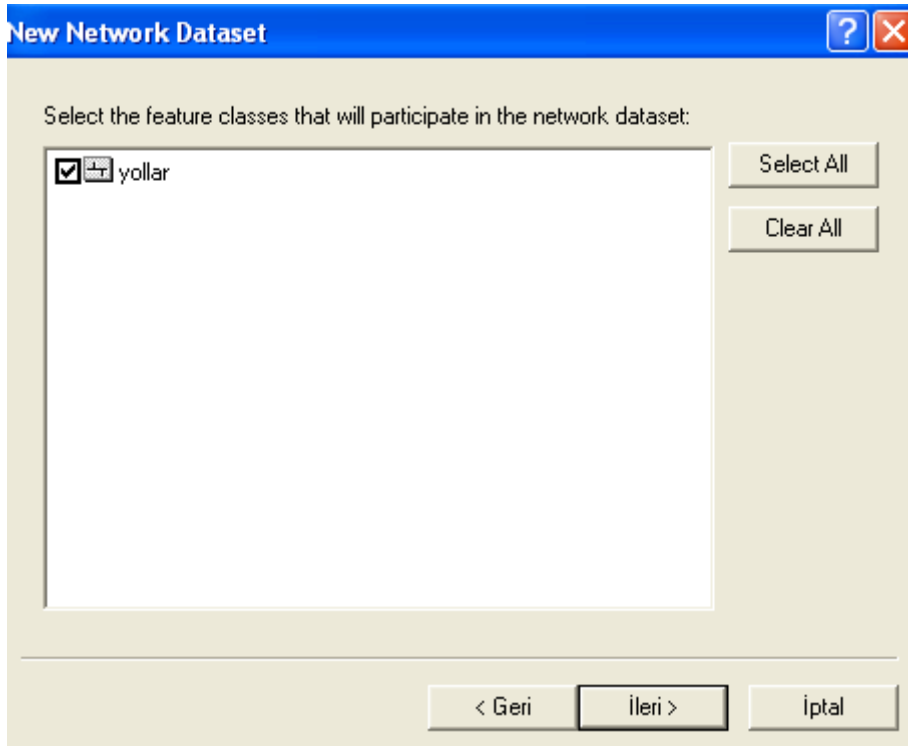 New Network Dataset
Select the feature classes that will participate in the network dataset:
yollar
Select All
Clear All
< Geri
İleri >
İptal